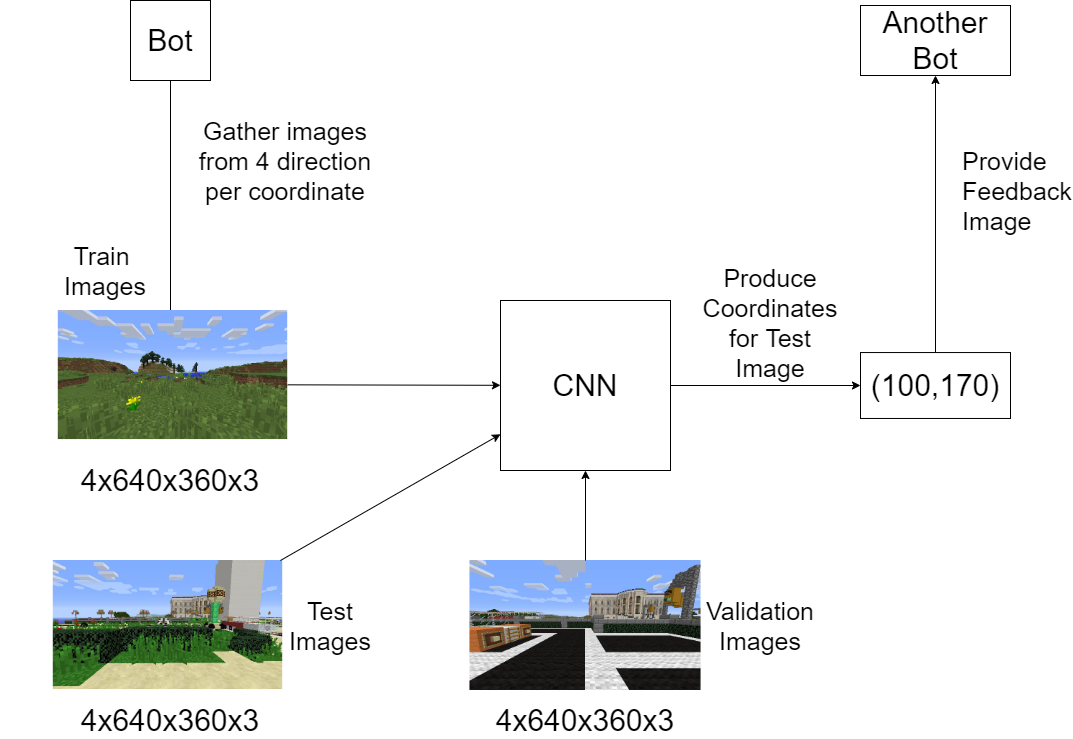 Bot
Another
Bot
Gather images
from 4 direction
per coordinate
Provide
Feedback
Image
Train
Images
Produce
Coordinates
for Test
Image
CNN
(100,170)
4x640x360x3
Test
Images
Validation
Images
4x640x360x3
4x640x360x3